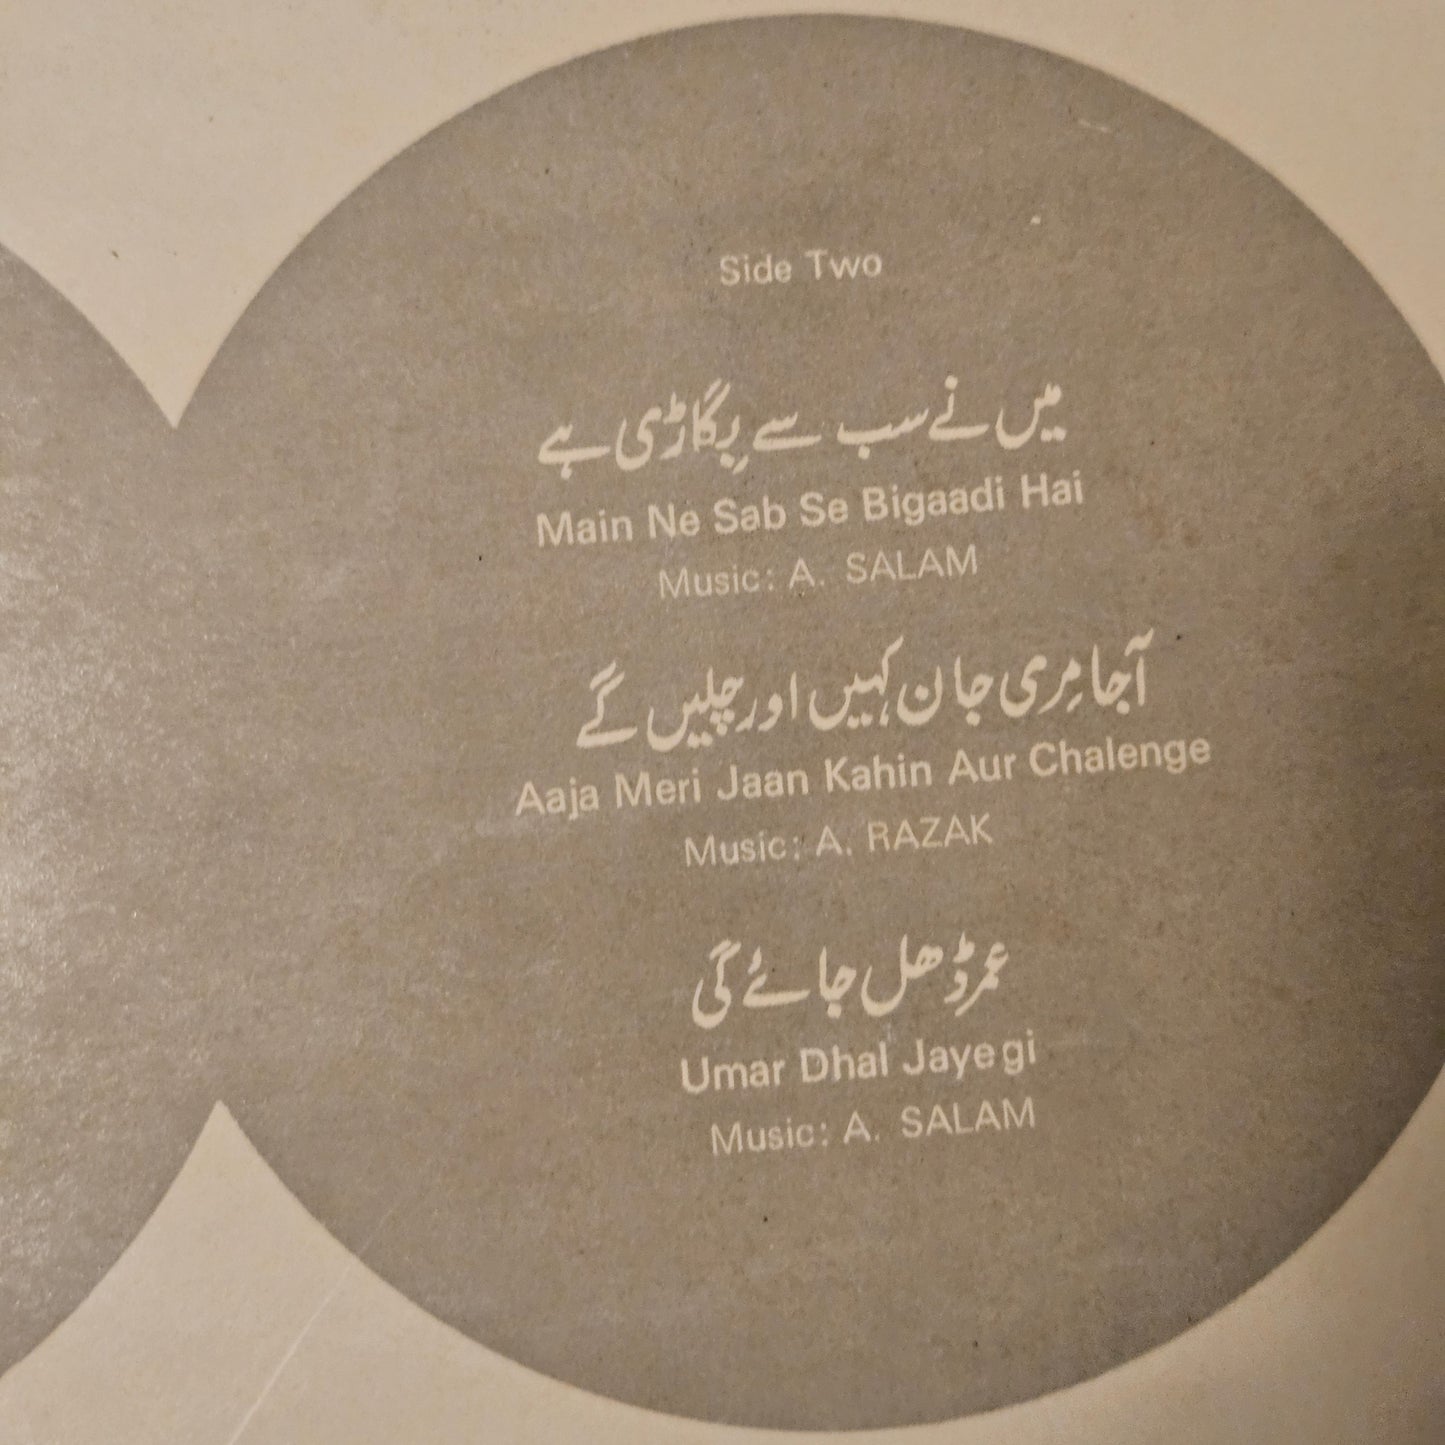 Side Two
میں نے سب سے بِگاڑی ہے
Main Ne Sab Se Bigaadi Hai
Music: A. SALAM
آجا مِری جان کہیں اور چلیں گے
Aaja Meri Jaan Kahin Aur Chalenge
Music: A. RAZAK
عمر ڈھل جائے گی
Umar Dhal Jayegi
Music: A. SALAM